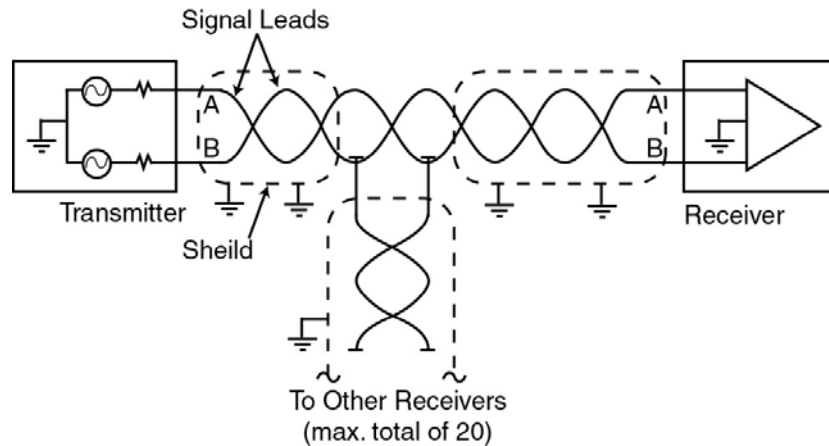 Signal Leads
A
B
A
B
Transmitter
Sheild
Receiver
To Other Receivers
(max. total of 20)